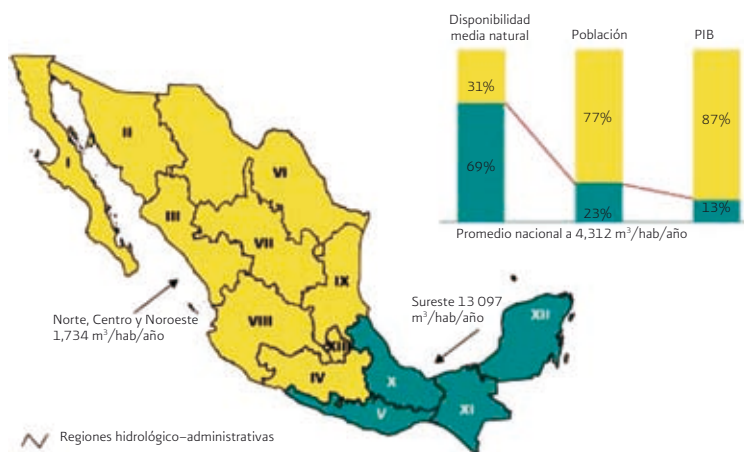 Disponibilidad
media natural
Población
PIB
31%
77%
87%
69%
23%
13%
Promedio nacional a 4,312 m³/hab/año
I
II
VI
III
VII
IX
Norte, Centro y Noroeste
1,734 m³/hab/año
Sureste 13 097
m³/hab/año
VIII
XIII
XII
IV
X
V
XI
Regiones hidrológico–administrativas